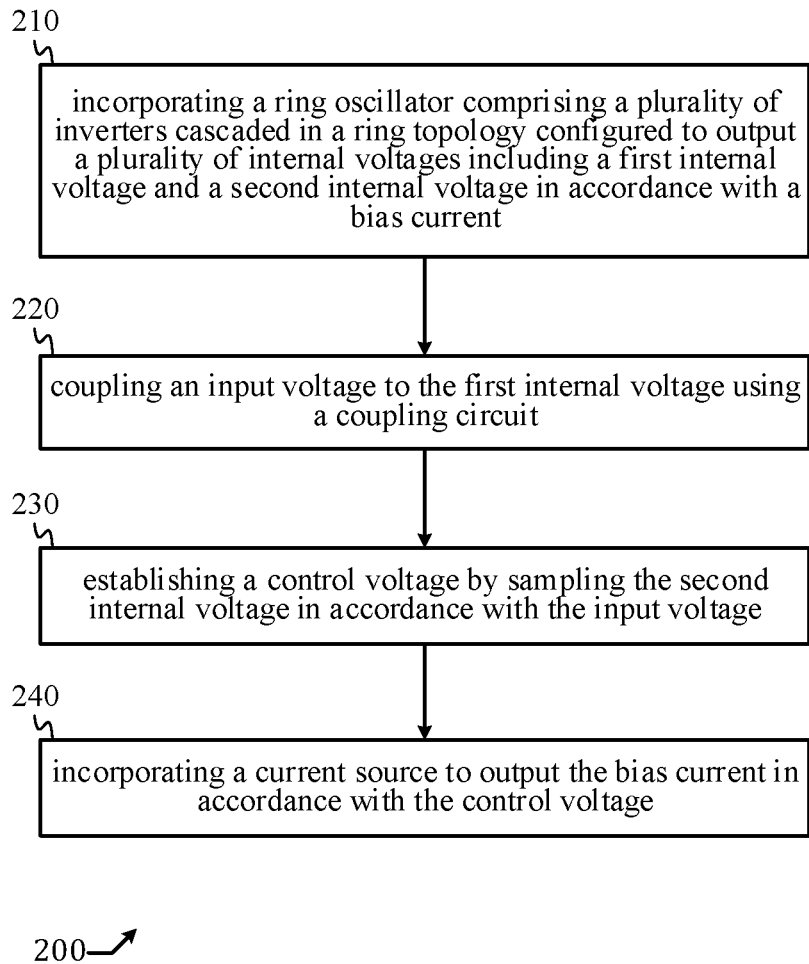 210
incorporating a ring oscillator comprising a plurality of
inverters cascaded in a ring topology configured to output
a plurality of internal voltages including a first internal
voltage and a second internal voltage in accordance with a
bias current
220
coupling an input voltage to the first internal voltage using
a coupling circuit
230
establishing a control voltage by sampling the second
internal voltage in accordance with the input voltage
240
incorporating a current source to output the bias current in
accordance with the control voltage
200